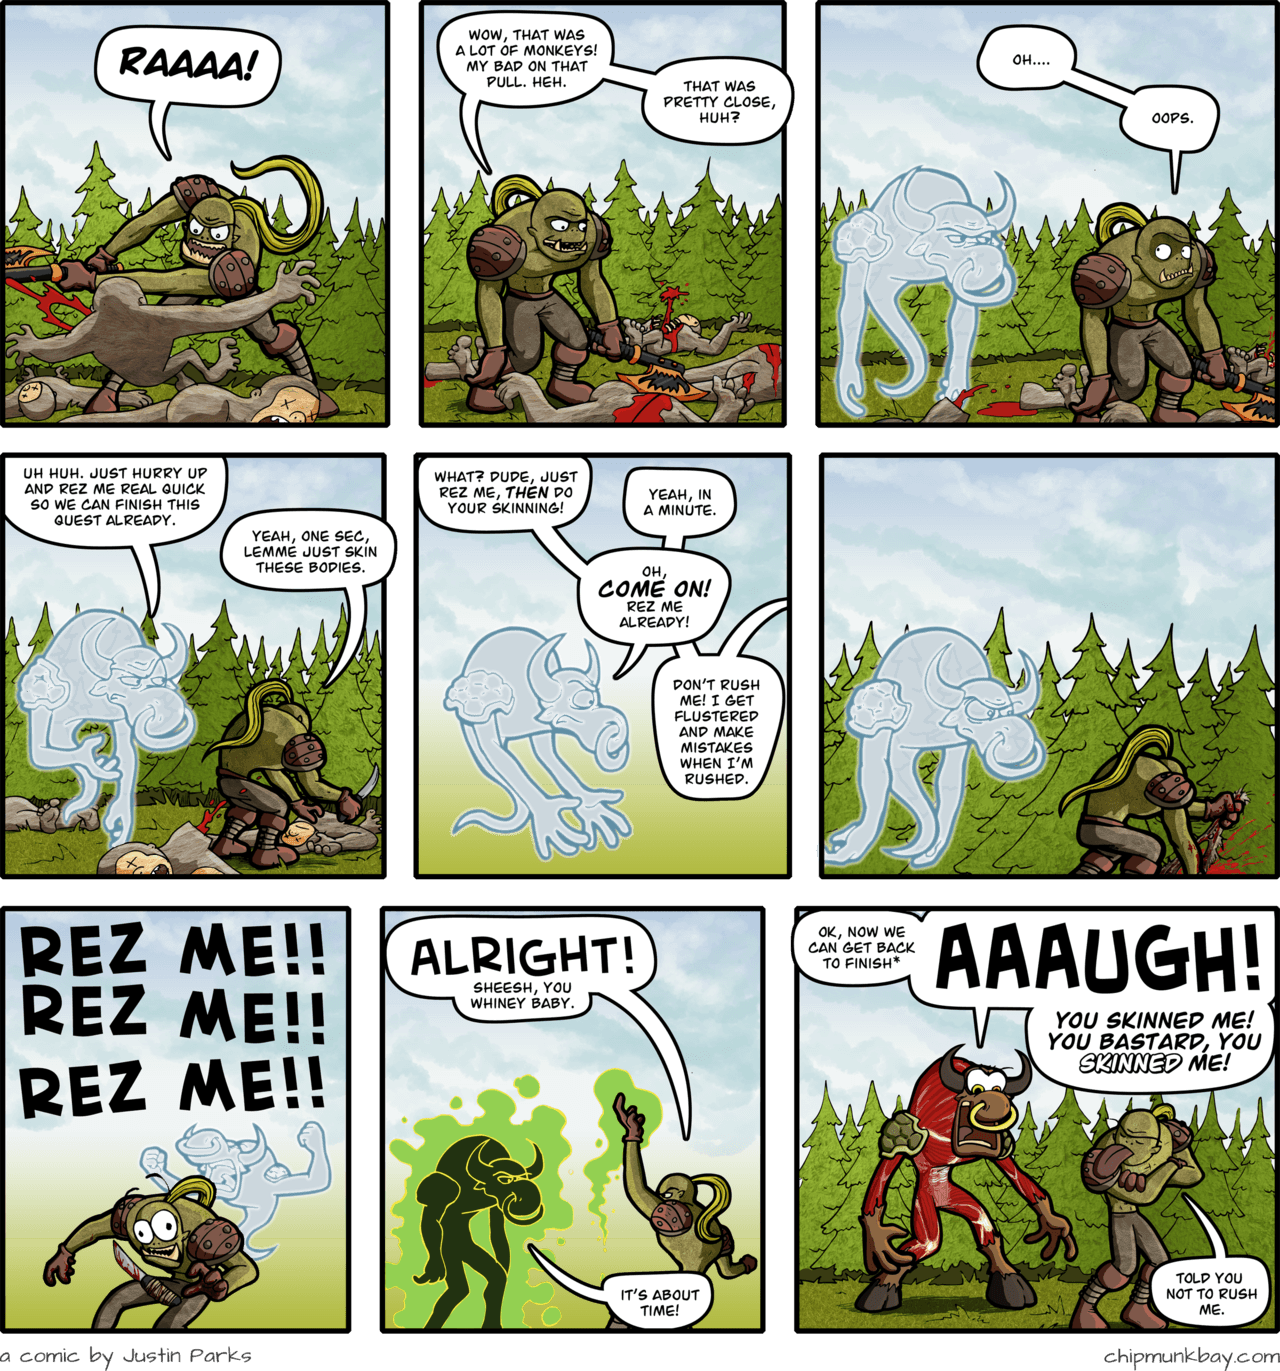 RAAAA!
WOW, THAT WAS
A LOT OF MONKEYS!
MY BAD ON THAT
PULL. HEH.
THAT WAS
PRETTY CLOSE,
HUH?
OH....
OOPS.
UH HUH. JUST HURRY UP
AND REZ ME REAL QUICK
SO WE CAN FINISH THIS
QUEST ALREADY.
YEAH, ONE SEC,
LEMME JUST SKIN
THESE BODIES.
WHAT? DUDE, JUST
REZ ME, THEN DO
YOUR SKINNING!
YEAH, IN
A MINUTE.
OH,
COME ON!
REZ ME
ALREADY!
DON'T RUSH
ME! I GET
FLUSTERED
AND MAKE
MISTAKES
WHEN I'M
RUSHED.
REZ ME!!
REZ ME!!
REZ ME!!
ALRIGHT!
SHEESH, YOU
WHINEY BABY.
IT'S ABOUT
TIME!
OK, NOW WE
CAN GET BACK
TO FINISH*
AAAUGH!
YOU SKINNED ME!
YOU BASTARD, YOU
SKINNED ME!
TOLD YOU
NOT TO RUSH
ME.
a comic by Justin Parks
chipmunkbay.com